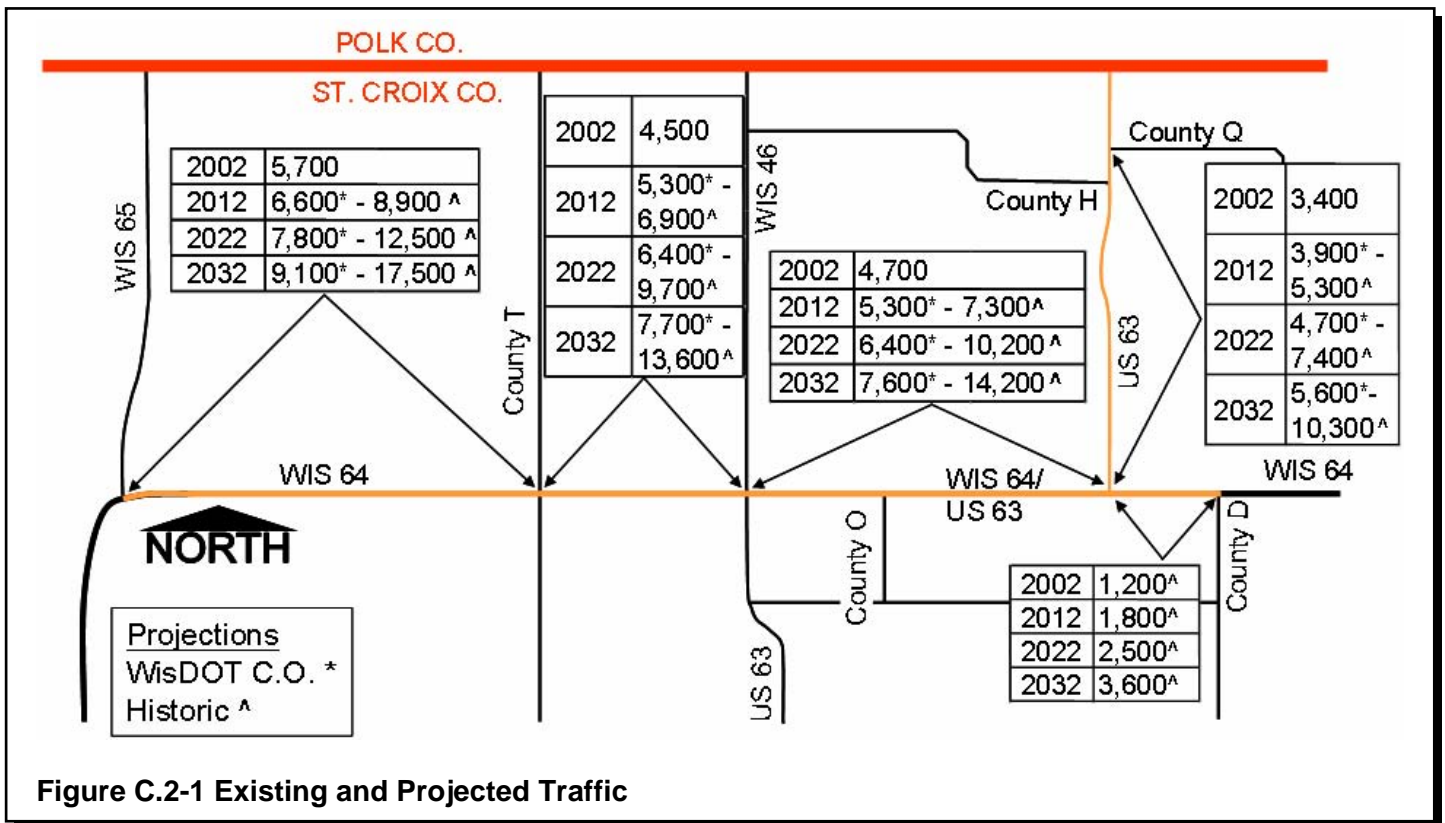 POLK CO.
ST. CROIX CO.
WIS 65
2002 5,700
2012 6,600* - 8,900 ^
2022 7,800* - 12,500 ^
2032 9,100* - 17,500 ^
County T
2002 4,500
2012 5,300* -
6,900^
2022 6,400* -
9,700^
2032 7,700* -
13,600^
WIS 46
County H
County Q
2002 4,700
2012 5,300* - 7,300^
2022 6,400* - 10,200 ^
2032 7,600* - 14,200 ^
US 63
2002 3,400
2012 3,900* -
5,300^
2022 4,700* -
7,400^
2032 5,600*-
10,300^
WIS 64
WIS 64/
US 63
WIS 64
NORTH
County O
County D
2002 1,200^
2012 1,800^
2022 2,500^
2032 3,600^
US 63
Projections
WisDOT C.O. *
Historic ^
Figure C.2-1 Existing and Projected Traffic